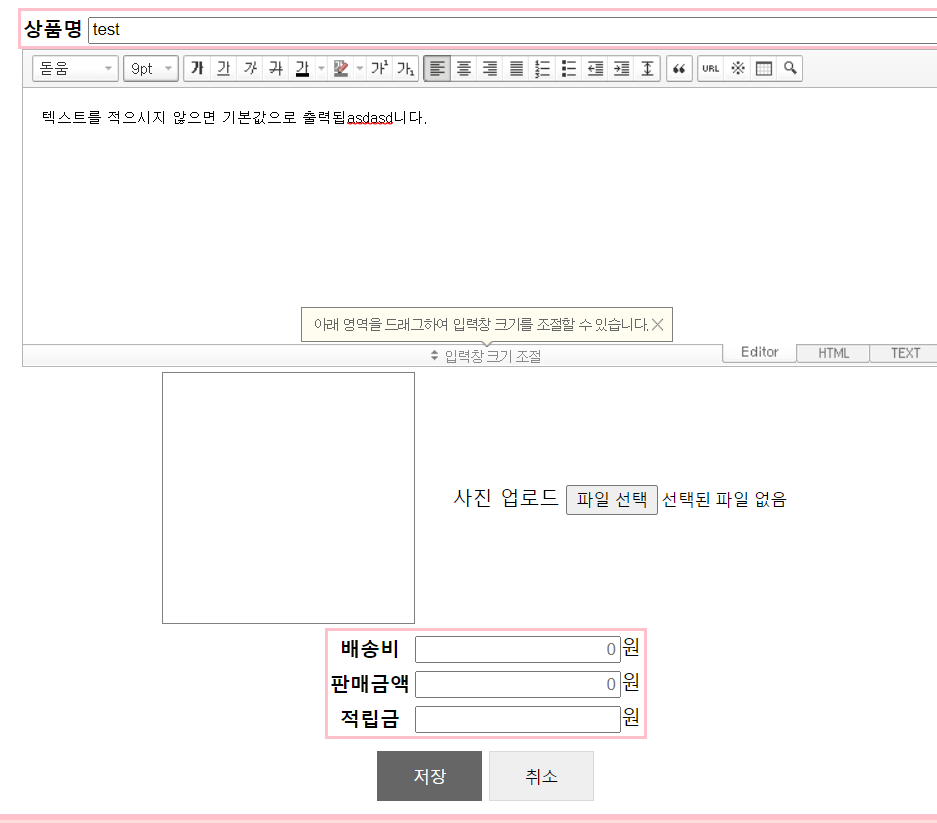 상품명 test
돋움 9pt 가 가 가 가 가 가 가¹ 가₁ URL ※
텍스트를 적으시지 않으면 기본값으로 출력됩asdasd니다.
아래 영역을 드래그하여 입력창 크기를 조절할 수 있습니다.
입력창 크기 조절 Editor HTML TEXT
사진 업로드 파일 선택 선택된 파일 없음
배송비 0 원
판매금액 0 원
적립금 원
저장 취소